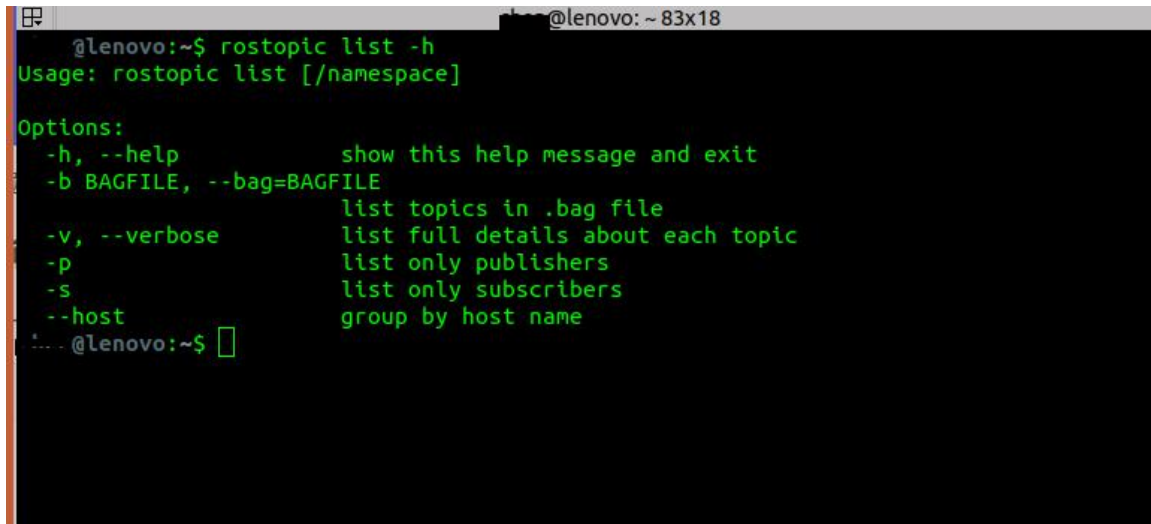 @lenovo: ~ 83x18
@lenovo:~$ rostopic list -h
Usage: rostopic list [/namespace]
Options:
-h, --help show this help message and exit
-b BAGFILE, --bag=BAGFILE
list topics in .bag file
-v, --verbose list full details about each topic
-p list only publishers
-s list only subscribers
--host group by host name
@lenovo:~$